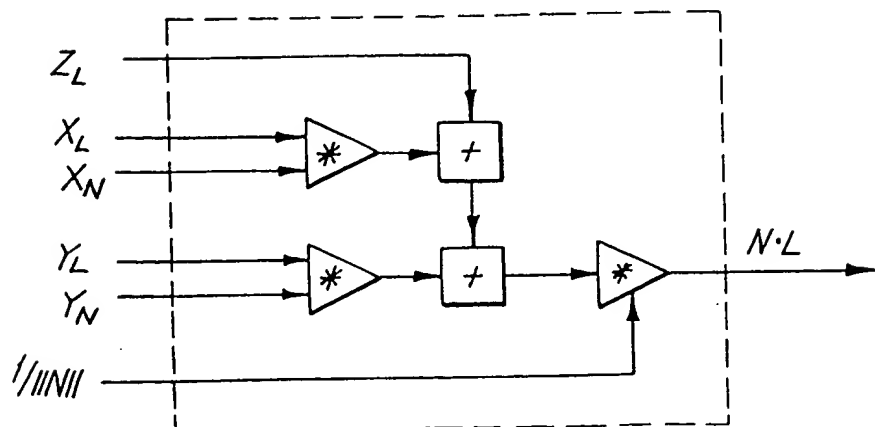 Z_L
X_L
* +
X_N
Y_L
N·L
* + *
Y_N
1/||N||